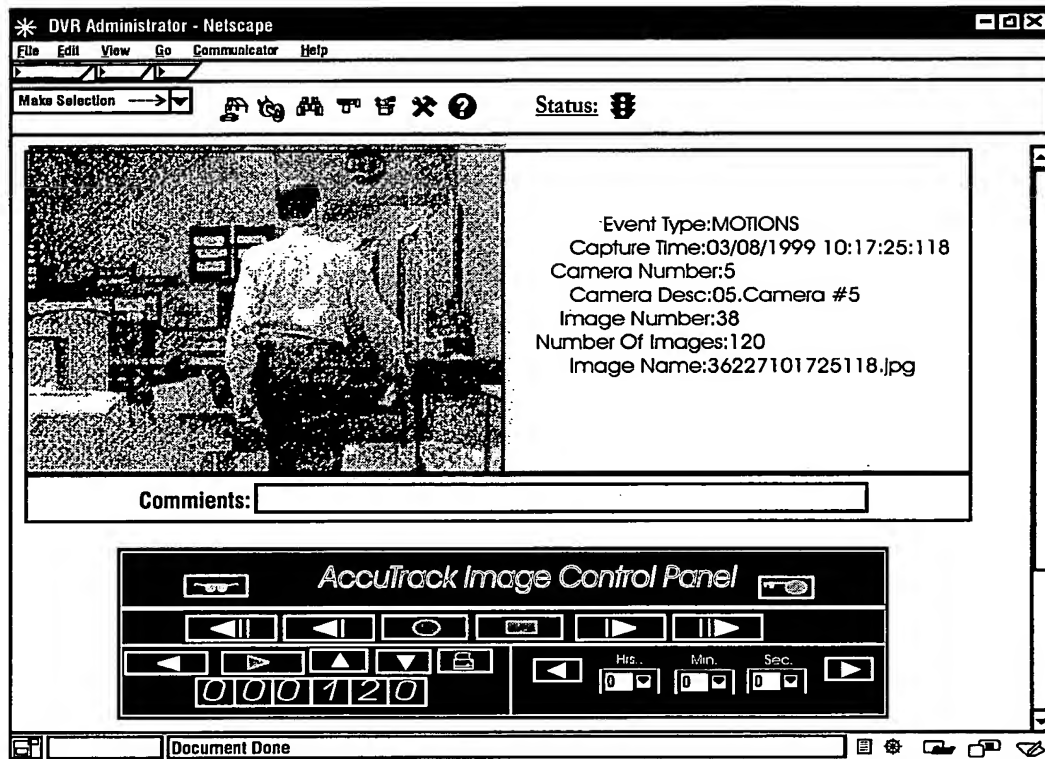 DVR Administrator - Netscape
File Edit View Go Communicator Help
Make Selection --->
Status:
Event Type:MOTIONS
Capture Time:03/08/1999 10:17:25:118
Camera Number:5
Camera Desc:05.Camera #5
Image Number:38
Number Of Images:120
Image Name:36227101725118.jpg
Commients:
AccuTrack Image Control Panel
Hrs.. Min. Sec.
0 0 0
000120
Document Done